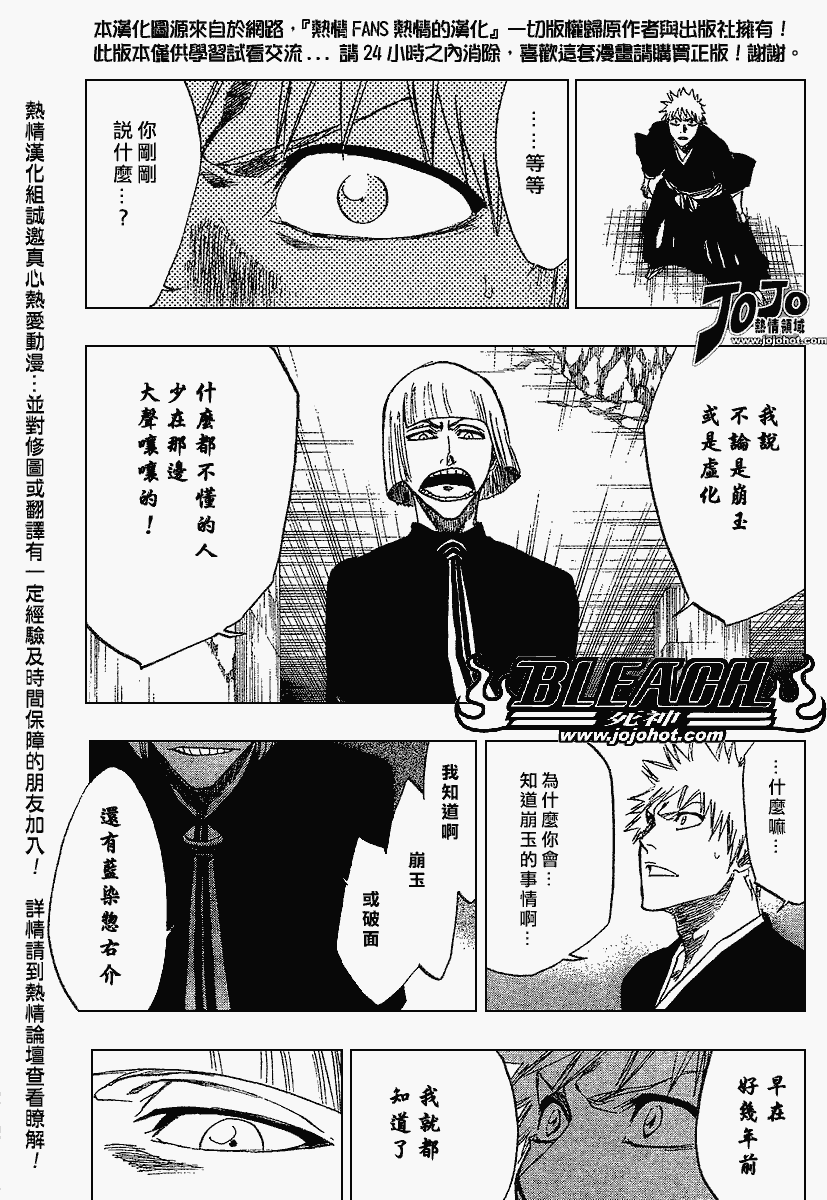 本漢化圖源來自於網路，『熱情FANS熱情的漢化』一切版權歸原作者與出版社擁有！
此版本僅供學習試看交流...請24小時之內消除，喜歡這套漫畫請購買正版！謝謝。
熱情漢化組誠邀真心熱愛動漫…並對修圖或翻譯有一定經驗及時間保障的朋友加入！ 詳情請到熱情論壇查看瞭解！
JOJO
熱情領域
www.jojohot.com
……等等
你剛剛
說什麼…？
我說
不論是崩玉
或是虛化
什麼都不懂的人
少在那邊
大聲嚷嚷的！
BLEACH
死神
www.jojohot.com
…什麼嘛…
為什麼你會…
知道崩玉的事情啊…
我知道啊
崩玉
或破面
還有藍染惣右介
早在
好幾年前
我就都
知道了